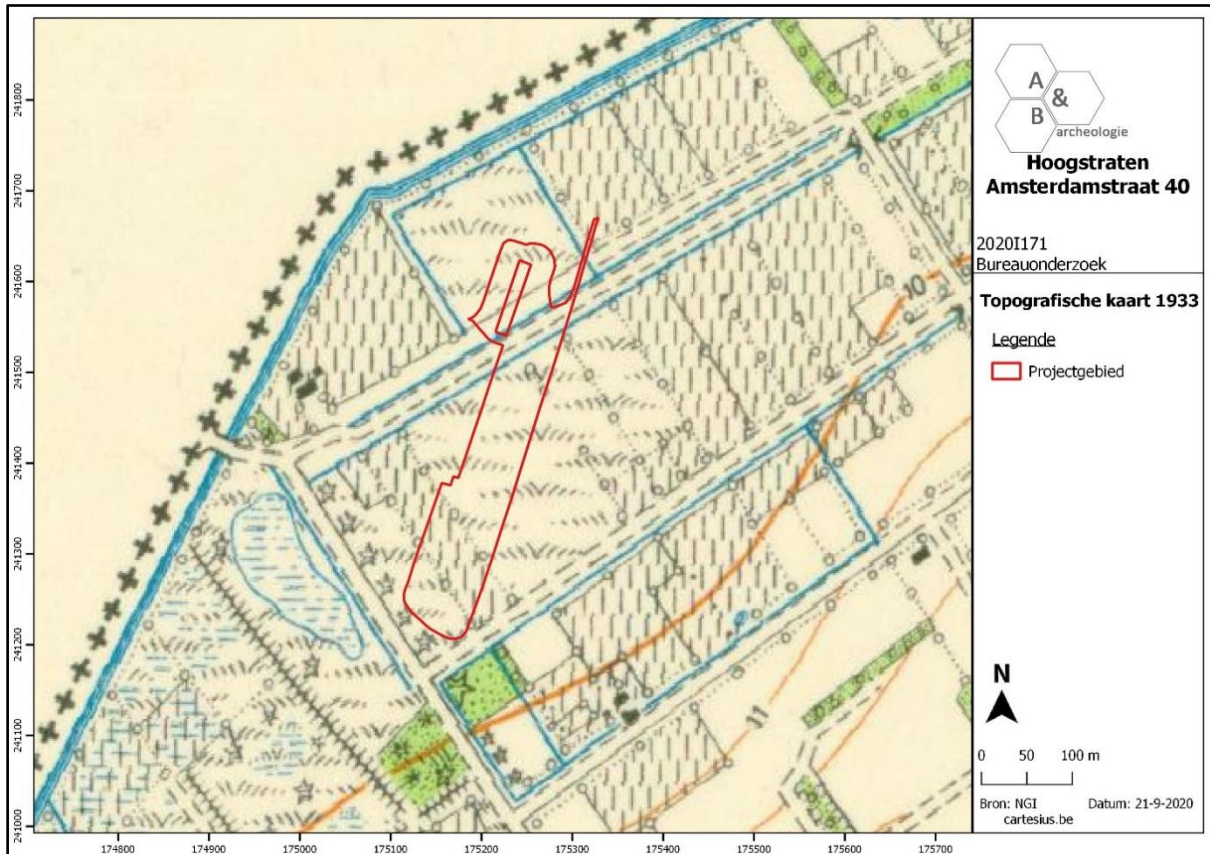 241800
241700
241600
241500
241400
241300
241200
241100
241000
174800
174900
175000
175100
175200
175300
175400
175500
175600
175700
10
11
A
&
B
archeologie
Hoogstraten
Amsterdamstraat 40
2020I171
Bureauonderzoek
Topografische kaart 1933
Legende
Projectgebied
N
0 50 100 m
Bron: NGI Datum: 21-9-2020
cartesius.be